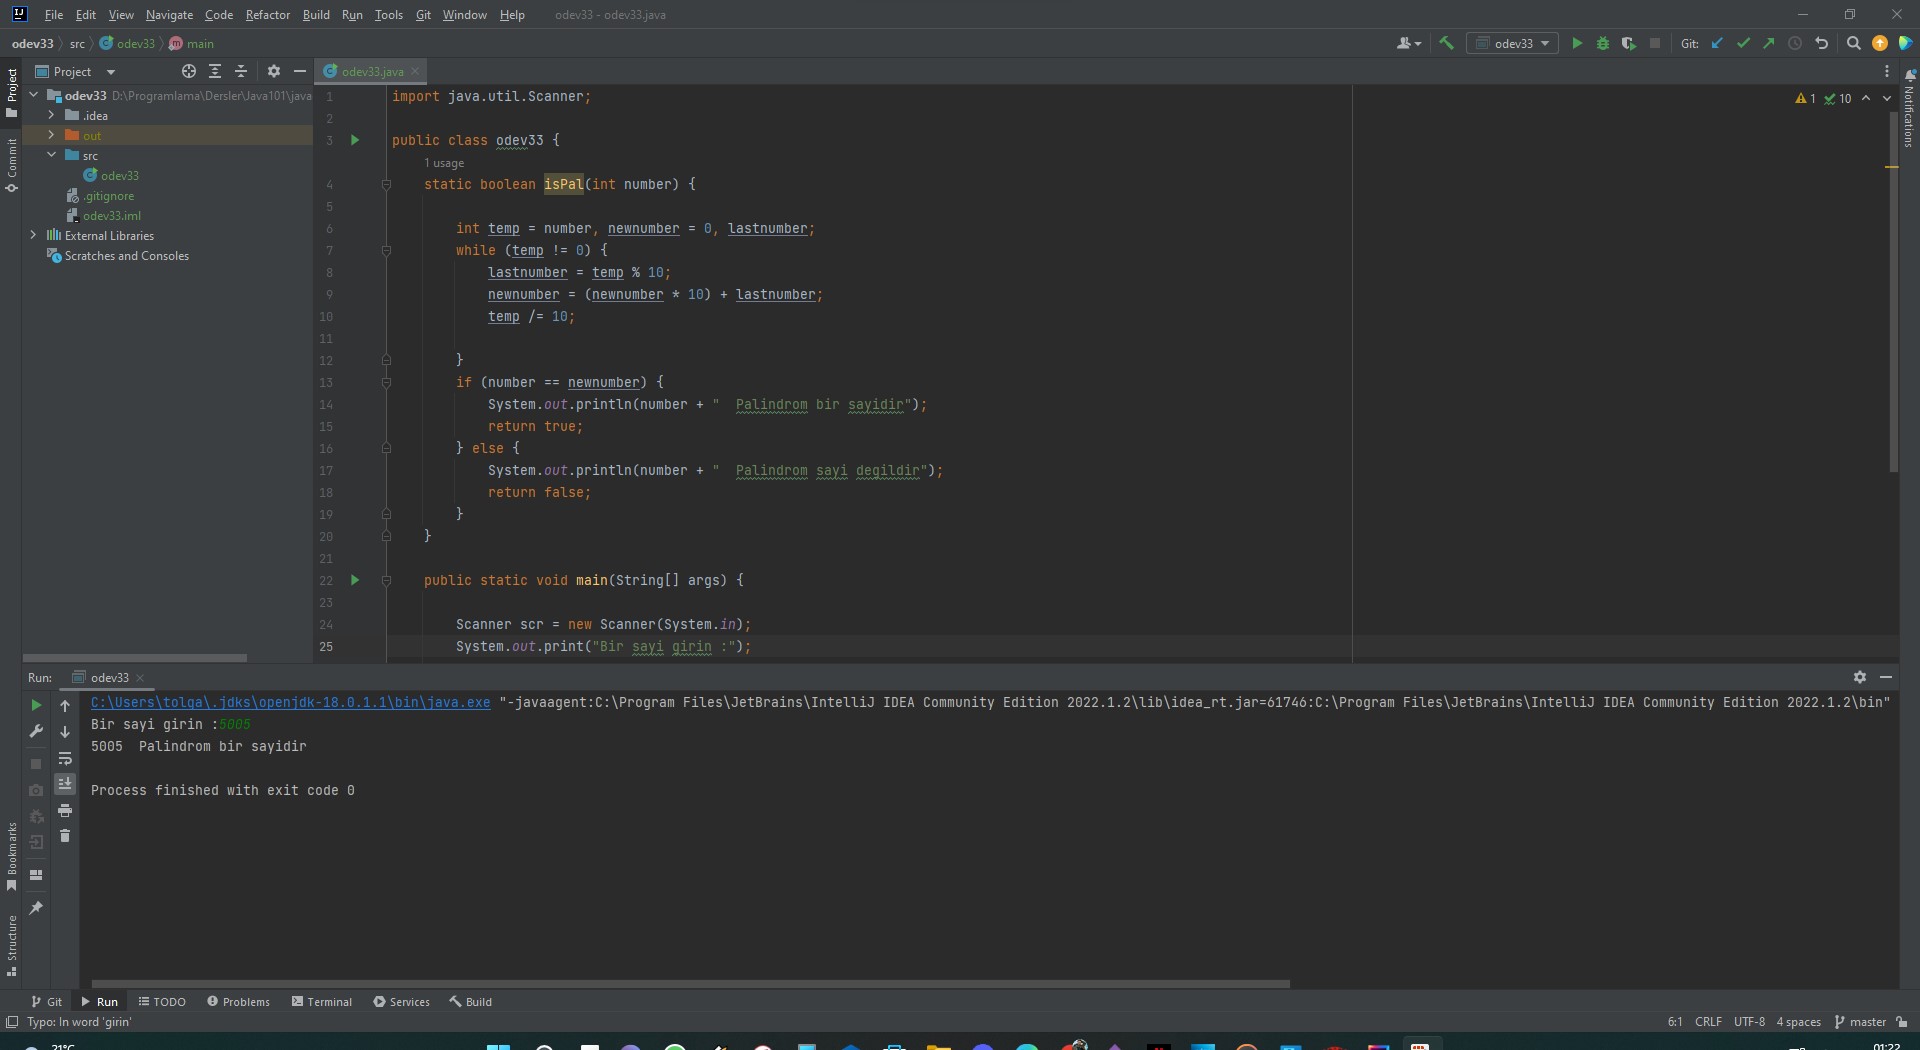 File Edit View Navigate Code Refactor Build Run Tools Git Window Help odev33 - odev33.java
odev33 src odev33 main
odev33 Git:
Project
odev33.java
odev33 D:\Programlama\Dersler\Java101\java
.idea
out
src
odev33
.gitignore
odev33.iml
External Libraries
Scratches and Consoles
Project
Commit
Bookmarks
Structure
Notifications
1 10
1 import java.util.Scanner;
2
3 public class odev33 {
1 usage
4 static boolean isPal(int number) {
5
6 int temp = number, newnumber = 0, lastnumber;
7 while (temp != 0) {
8 lastnumber = temp % 10;
9 newnumber = (newnumber * 10) + lastnumber;
10 temp /= 10;
11
12 }
13 if (number == newnumber) {
14 System.out.println(number + "  Palindrom bir sayidir");
15 return true;
16 } else {
17 System.out.println(number + "  Palindrom sayi degildir");
18 return false;
19 }
20 }
21
22 public static void main(String[] args) {
23
24 Scanner scr = new Scanner(System.in);
25 System.out.print("Bir sayi girin :");
Run: odev33
C:\Users\tolga\.jdks\openjdk-18.0.1.1\bin\java.exe "-javaagent:C:\Program Files\JetBrains\IntelliJ IDEA Community Edition 2022.1.2\lib\idea_rt.jar=61746:C:\Program Files\JetBrains\IntelliJ IDEA Community Edition 2022.1.2\bin"
Bir sayi girin :5005
5005  Palindrom bir sayidir
Process finished with exit code 0
Git Run TODO Problems Terminal Services Build
Typo: In word 'girin' 6:1 CRLF UTF-8 4 spaces master
21°C 01:22